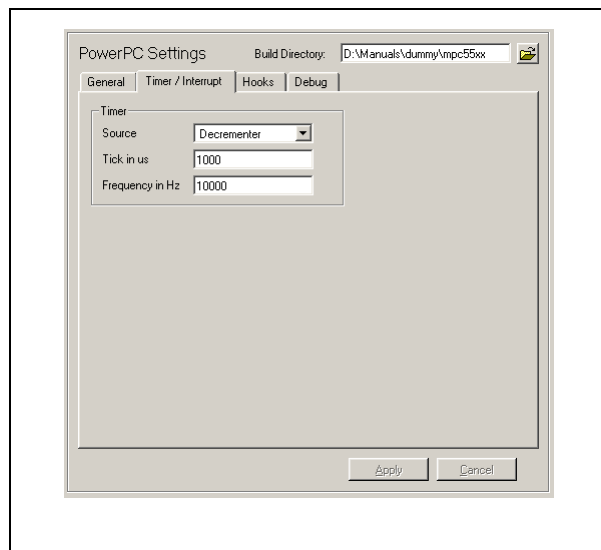 PowerPC Settings Build Directory: D:\Manuals\dummy\mpc55xx
General Timer / Interrupt Hooks Debug
Timer
Source Decrementer
Tick in us 1000
Frequency in Hz 10000
Apply Cancel